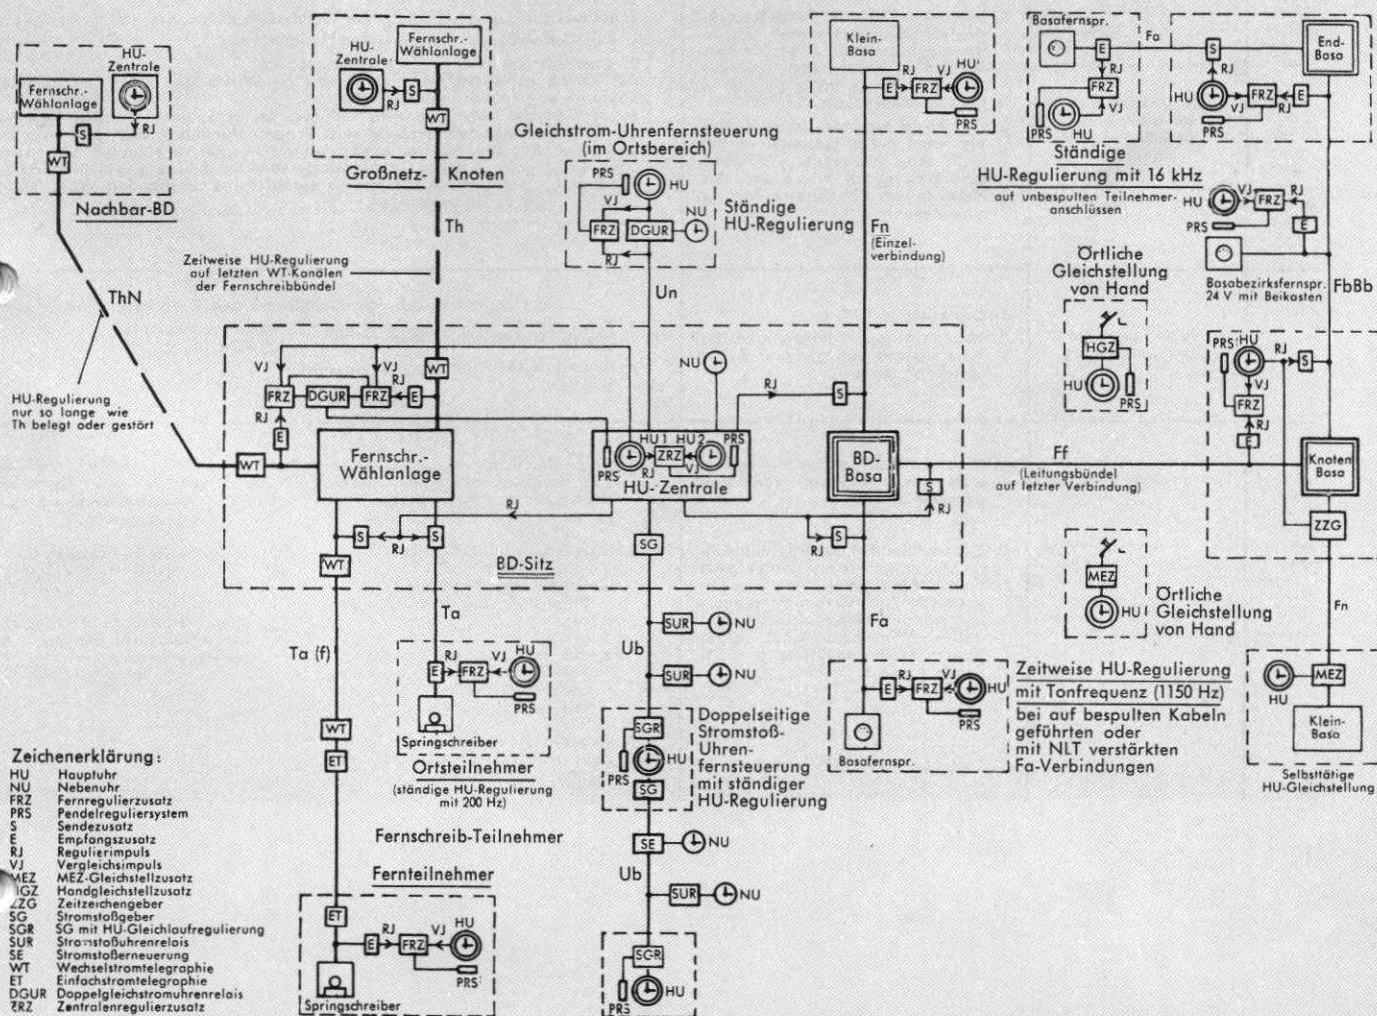 HU-
Zentrale
Fernschr.-
Wählanlage
S
RJ
WT
Nachbar-BD
HU-
Zentrale
Fernschr.-
Wählanlage
S
RJ
WT
Großnetz- Knoten
Th
Zeitweise HU-Regulierung
auf letzten WT-Kanälen
der Fernschreibbündel
ThN
HU-Regulierung
nur so lange wie
Th belegt oder gestört
Gleichstrom-Uhrenfernsteuerung
(im Ortsbereich)
PRS
HU
VJ
NU
FRZ
DGUR
RJ
Ständige
HU-Regulierung
Un
Klein-
Basa
RJ
VJ
HU
E
FRZ
PRS
Fn
(Einzel-
verbindung)
Basafernspr.
E
RJ
FRZ
VJ
PRS
HU
Fa
S
RJ
End-
Basa
HU
VJ
FRZ
RJ
E
PRS
Ständige
HU-Regulierung mit 16 kHz
auf unbespulten Teilnehmer-
anschlüssen
HU
VJ
FRZ
RJ
PRS
E
Basabezirksfernspr.
24 V mit Beikasten
FbBb
Örtliche
Gleichstellung
von Hand
HGZ
HU
PRS
VJ
VJ
RJ
WT
FRZ
DGUR
FRZ
E
RJ
E
WT
Fernschr.-
Wählanlage
NU
RJ
S
HU1
HU2
PRS
PRS
ZRZ
RJ
VJ
HU-Zentrale
BD-
Basa
S
RJ
Ff
(Leitungsbündel
auf letzter Verbindung)
PRS
HU
RJ
S
VJ
FRZ
RJ
E
Knoten
Basa
ZZG
RJ
S
RJ
S
WT
SG
RJ
S
BD-Sitz
MEZ
HU
Örtliche
Gleichstellung
von Hand
Fn
Ta
Ta (f)
SUR
NU
Ub
SUR
NU
Fa
RJ
VJ
HU
E
FRZ
PRS
Springschreiber
Ortsteilnehmer
(ständige HU-Regulierung
mit 200 Hz)
WT
ET
SGR
HU
PRS
SG
Doppelseitige
Stromstoß-
Uhren-
fernsteuerung
mit ständiger
HU-Regulierung
RJ
VJ
E
FRZ
HU
PRS
Basafernspr.
Zeitweise HU-Regulierung
mit Tonfrequenz (1150 Hz)
bei auf bespulten Kabeln
geführten oder
mit NLT verstärkten
Fa-Verbindungen
HU
MEZ
Klein-
Basa
Selbsttätige
HU-Gleichstellung
Fernschreib-Teilnehmer
Fernteilnehmer
SE
NU
Ub
SUR
NU
ET
RJ
VJ
HU
E
FRZ
PRS
Springschreiber
SGR
HU
PRS
Zeichenerklärung:
HU Hauptuhr
NU Nebenuhr
FRZ Fernregulierzusatz
PRS Pendelreguliersystem
S Sendezusatz
E Empfangszusatz
RJ Regulierimpuls
VJ Vergleichsimpuls
MEZ MEZ-Gleichstellzusatz
HGZ Handgleichstellzusatz
ZZG Zeitzeichengeber
SG Stromstoßgeber
SGR SG mit HU-Gleichlaufregulierung
SUR Stromstoßuhrenrelais
SE Stromstoßerneuerung
WT Wechselstromtelegraphie
ET Einfachstromtelegraphie
DGUR Doppelgleichstromuhrenrelais
ZRZ Zentralenregulierzusatz